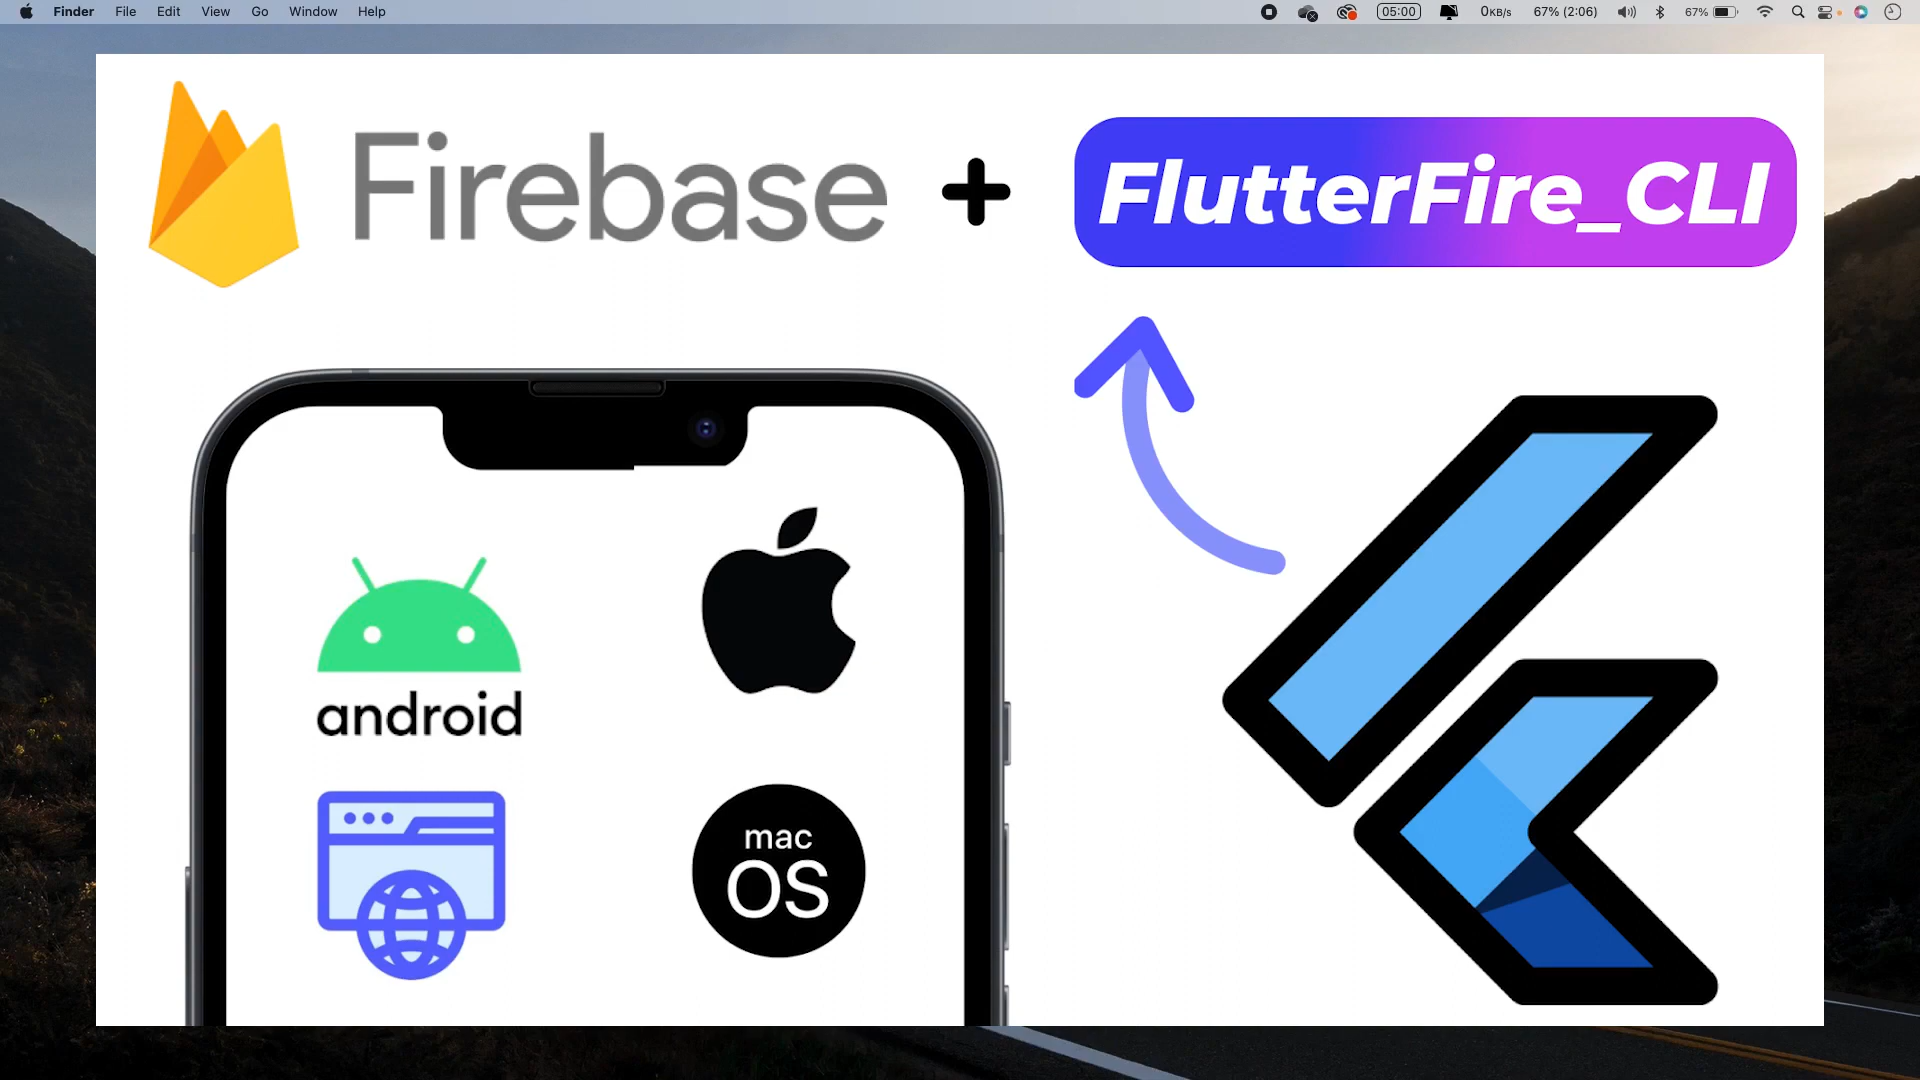 Finder File Edit View Go Window Help 05:00 0KB/s 67% (2:06) 67%
Firebase + FlutterFire_CLI
android
mac
OS